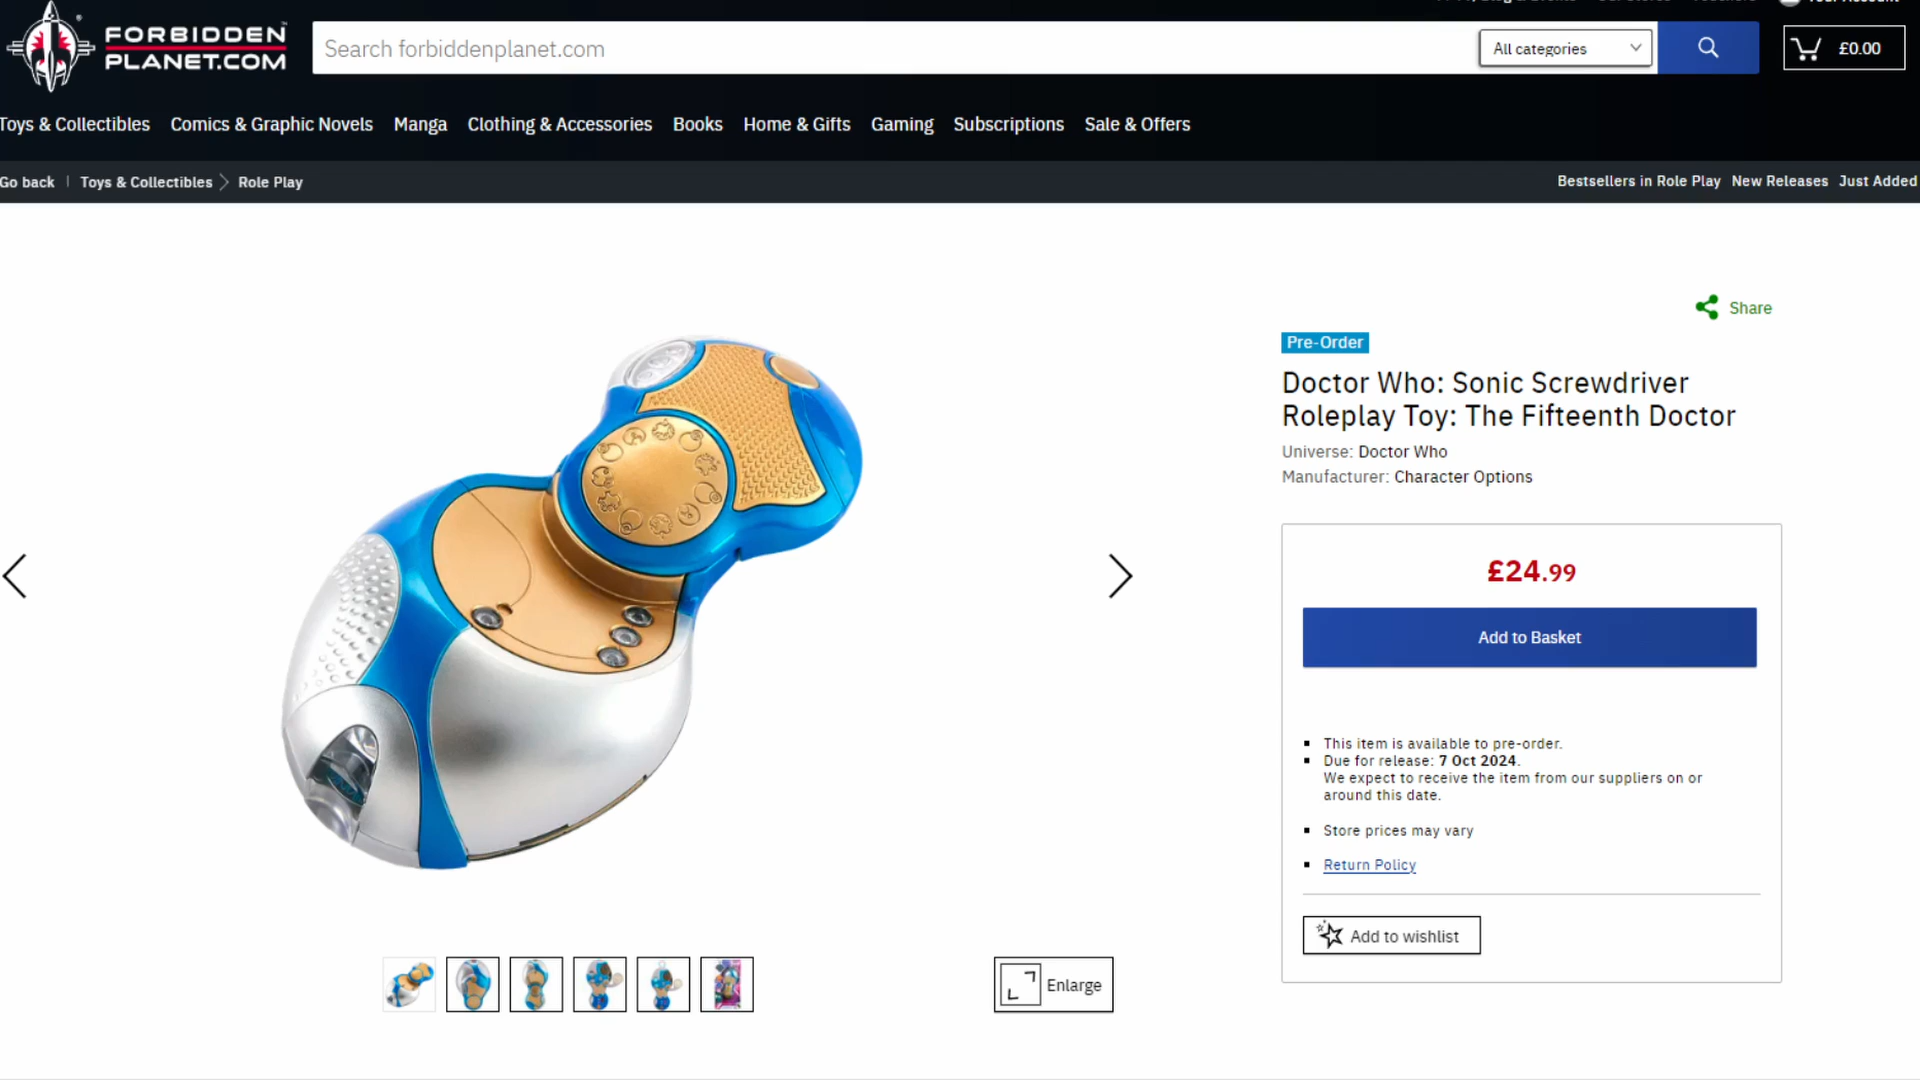 Your Account
FORBIDDEN
PLANET.COM
Search forbiddenplanet.com
All categories
£0.00
Toys & Collectibles
Comics & Graphic Novels
Manga
Clothing & Accessories
Books
Home & Gifts
Gaming
Subscriptions
Sale & Offers
Go back
Toys & Collectibles
Role Play
Bestsellers in Role Play
New Releases
Just Added
Share
Pre-Order
Doctor Who: Sonic Screwdriver
Roleplay Toy: The Fifteenth Doctor
Universe: Doctor Who
Manufacturer: Character Options
£24.99
Add to Basket
This item is available to pre-order.
Due for release: 7 Oct 2024.
We expect to receive the item from our suppliers on or
around this date.
Store prices may vary
Return Policy
Add to wishlist
Enlarge